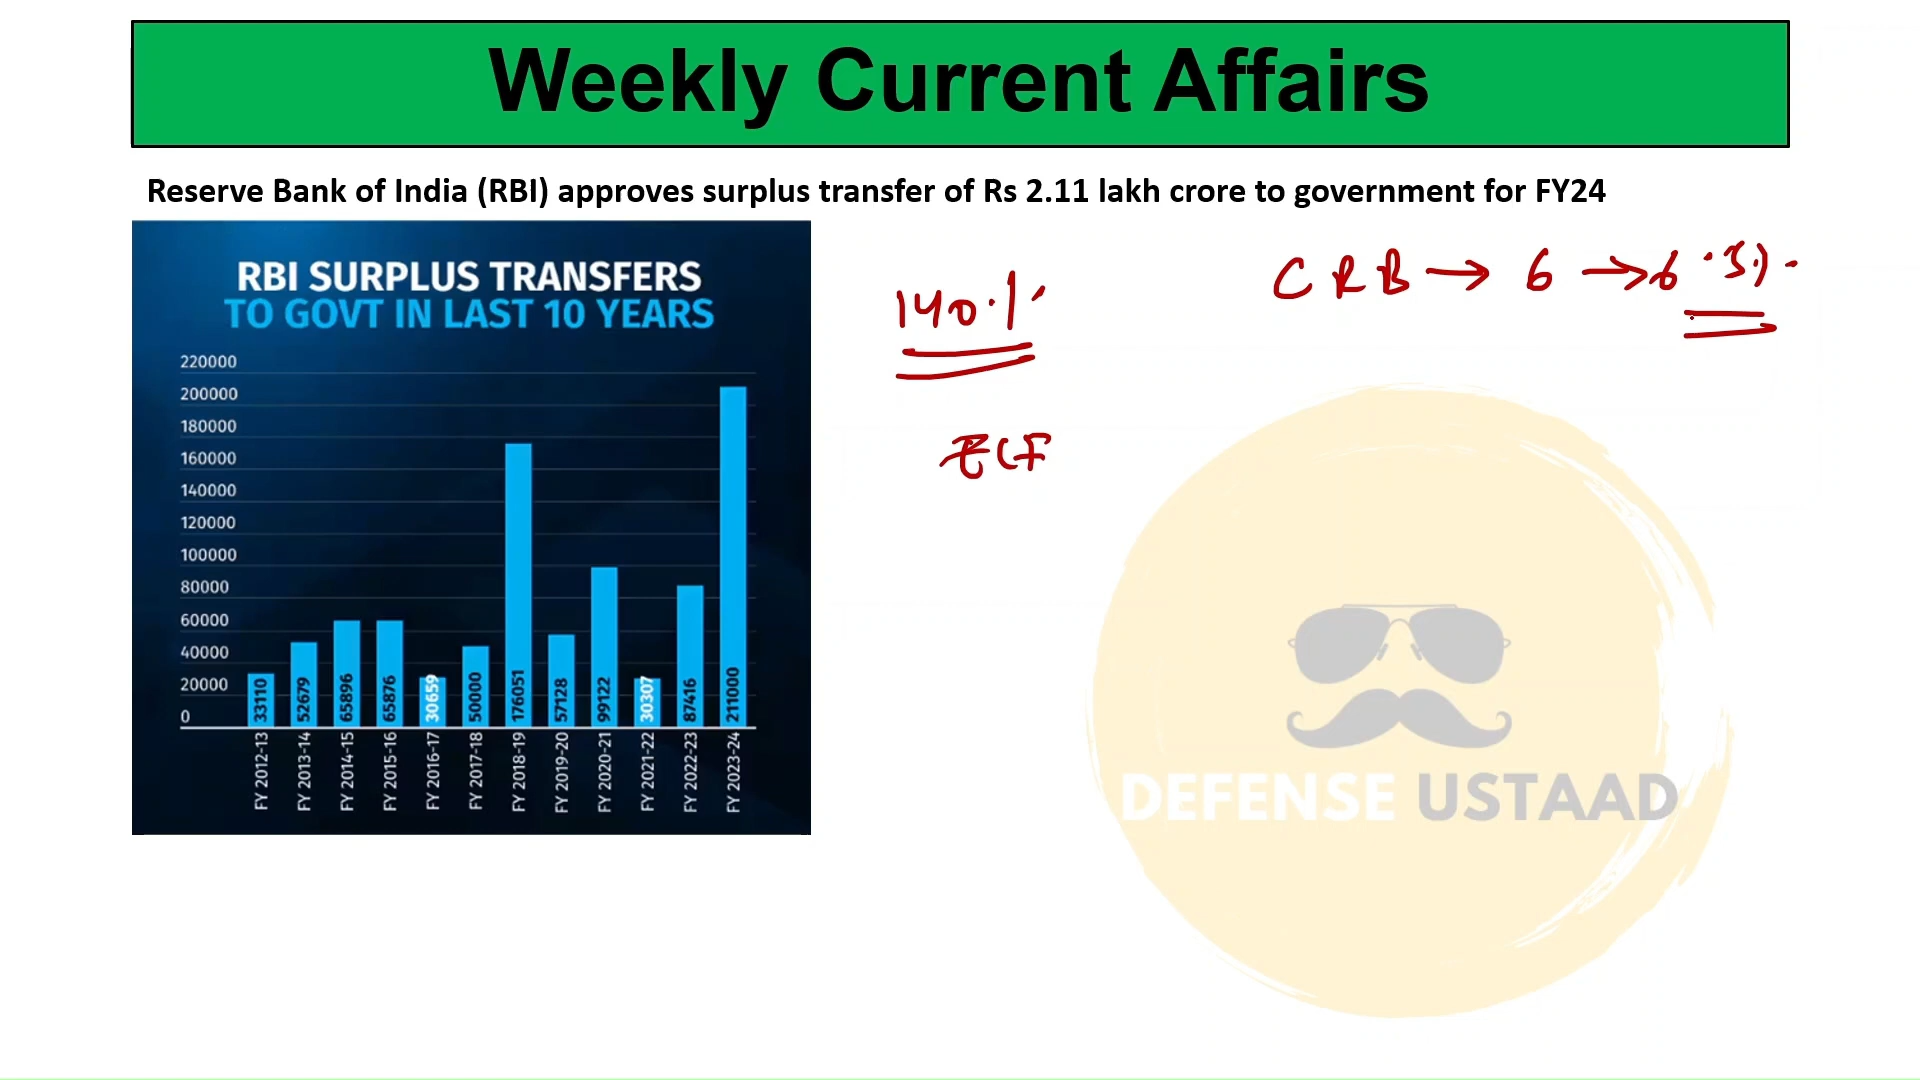 Weekly Current Affairs
Reserve Bank of India (RBI) approves surplus transfer of Rs 2.11 lakh crore to government for FY24
RBI SURPLUS TRANSFERS
TO GOVT IN LAST 10 YEARS
220000
200000
180000
160000
140000
120000
100000
80000
60000
40000
20000
0
33110
52679
65896
65876
30659
50000
176051
57128
99122
30307
87416
211000
FY 2012-13
FY 2013-14
FY 2014-15
FY 2015-16
FY 2016-17
FY 2017-18
FY 2018-19
FY 2019-20
FY 2020-21
FY 2021-22
FY 2022-23
FY 2023-24
140%
CRB → 6 → 6.5%
ECF
DEFENSE USTAAD